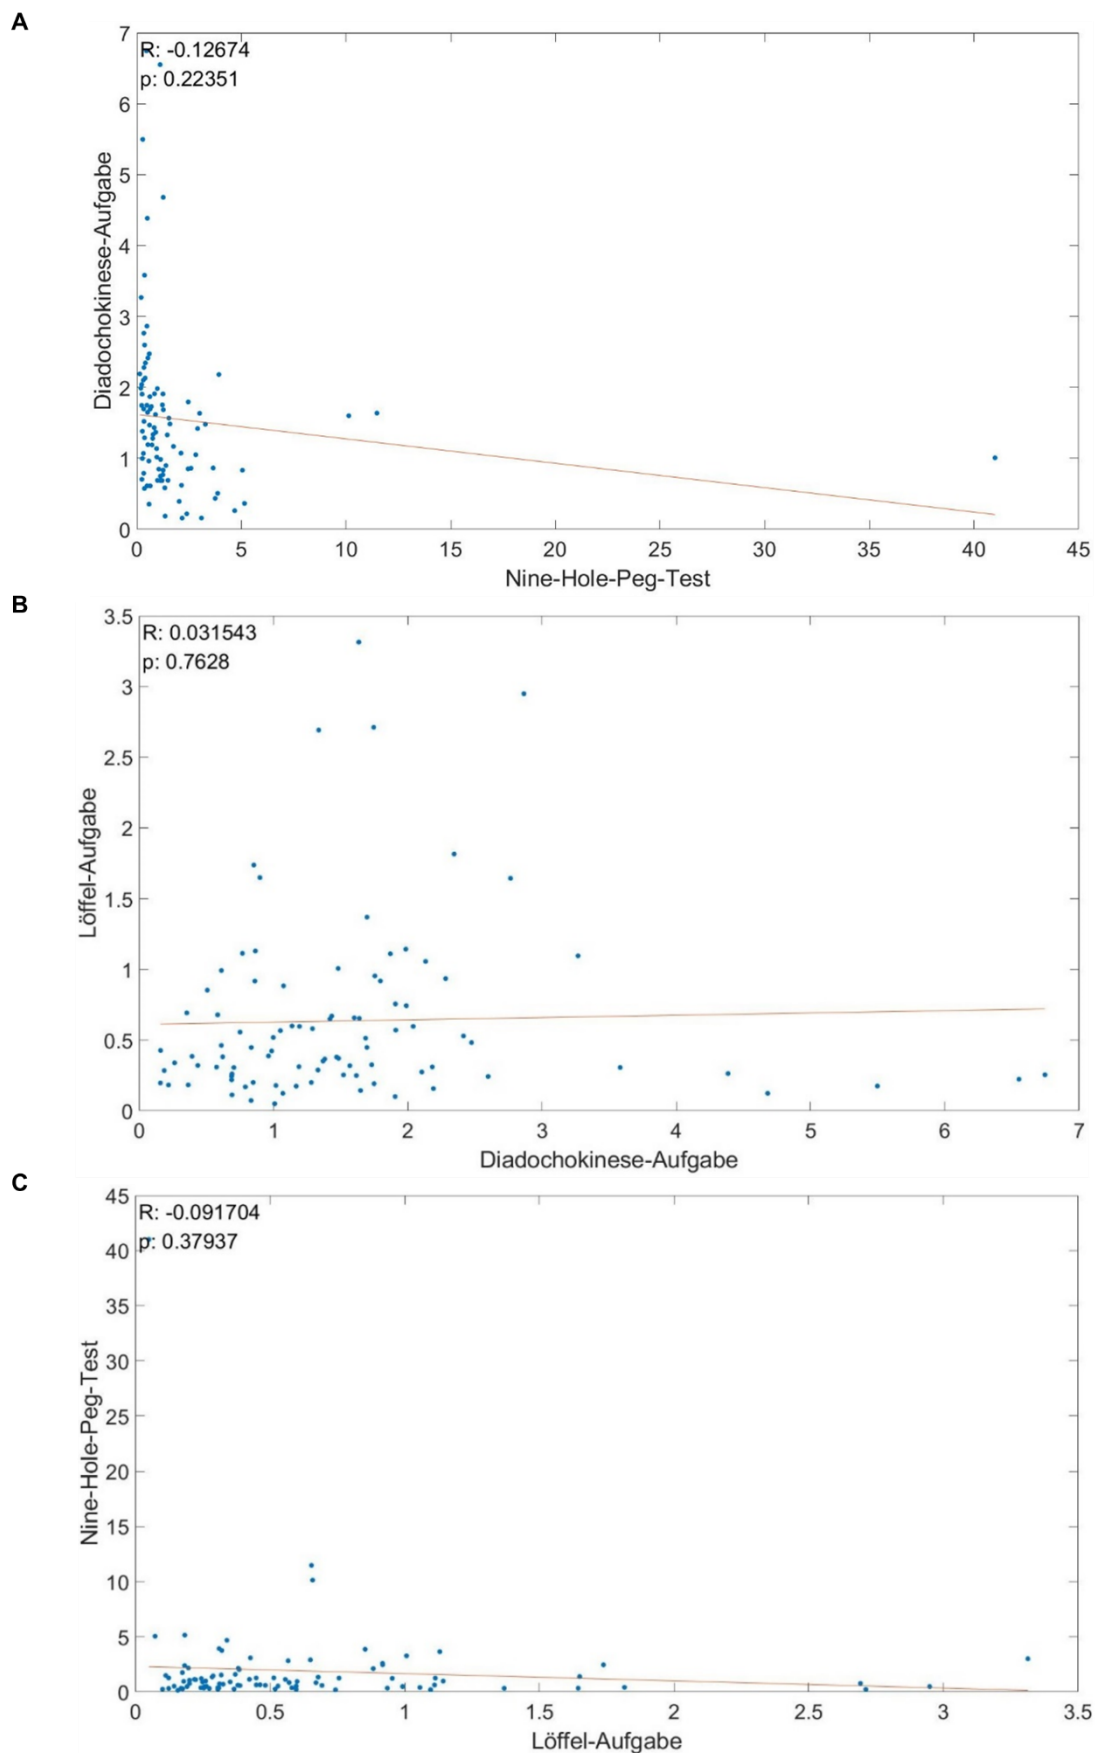 A
7
R: -0.12674
p: 0.22351
6
5
4
3
2
1
0
Diadochokinese-Aufgabe
0 5 10 15 20 25 30 35 40 45
Nine-Hole-Peg-Test
B
3.5
R: 0.031543
p: 0.7628
3
2.5
2
1.5
1
0.5
0
Löffel-Aufgabe
0 1 2 3 4 5 6 7
Diadochokinese-Aufgabe
C
45
R: -0.091704
p: 0.37937
40
35
30
25
20
15
10
5
0
Nine-Hole-Peg-Test
0 0.5 1 1.5 2 2.5 3 3.5
Löffel-Aufgabe